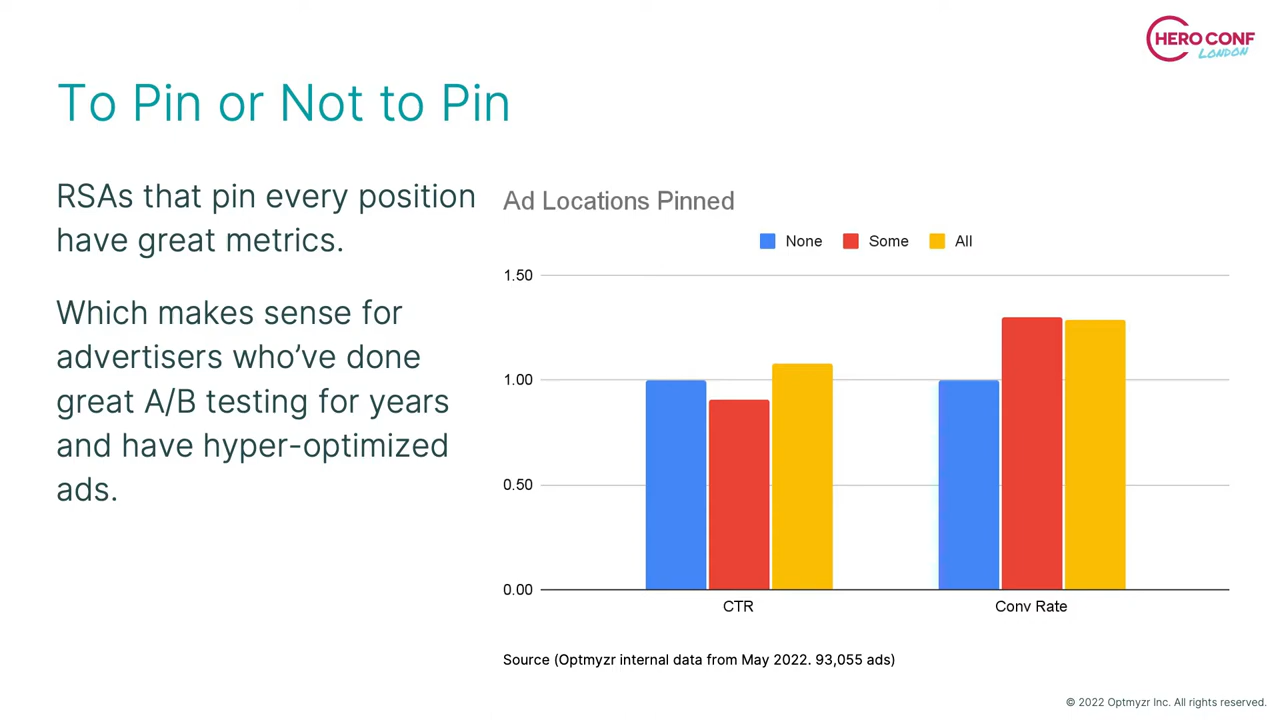 HERO CONF
LONDON
To Pin or Not to Pin
RSAs that pin every position
have great metrics.
Which makes sense for
advertisers who’ve done
great A/B testing for years
and have hyper-optimized
ads.
Ad Locations Pinned
None Some All
1.50
1.00
0.50
0.00
CTR Conv Rate
Source (Optmyzr internal data from May 2022. 93,055 ads)
© 2022 Optmyzr Inc. All rights reserved.